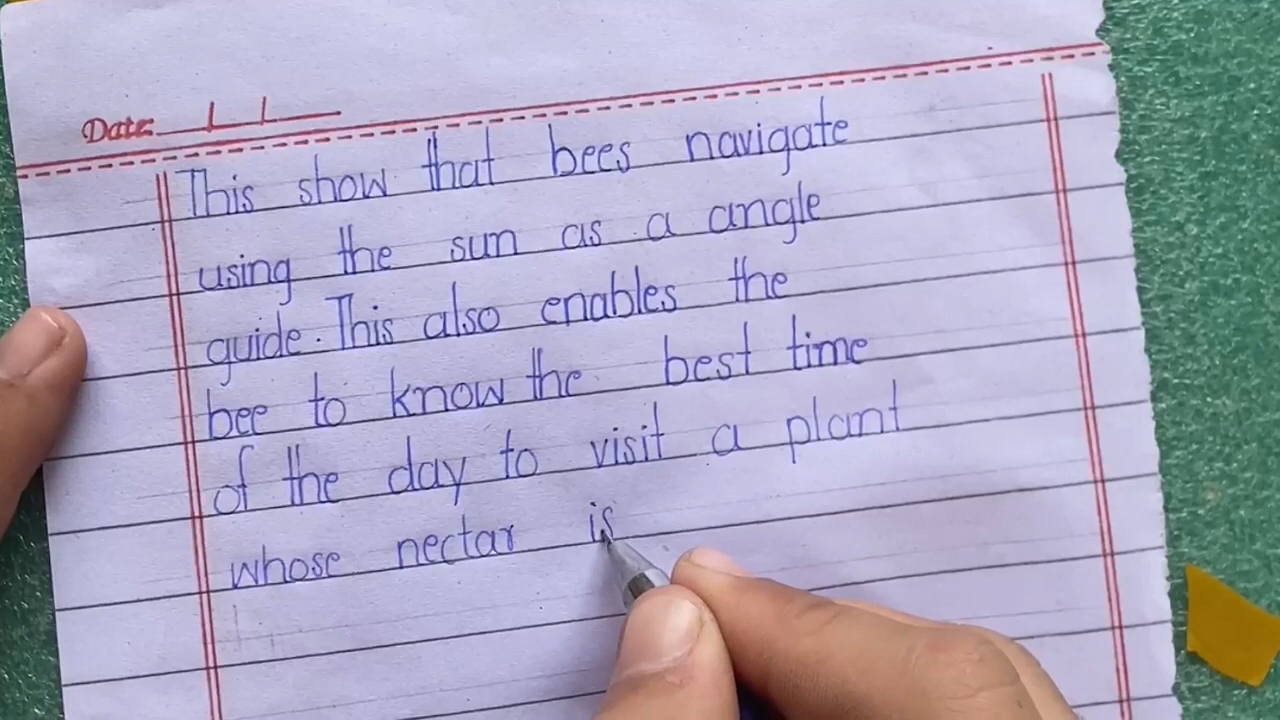 Date: / /
This show that bees navigate
using the sun as a angle
guide. This also enables the
bee to know the best time
of the day to visit a plant
whose nectar is